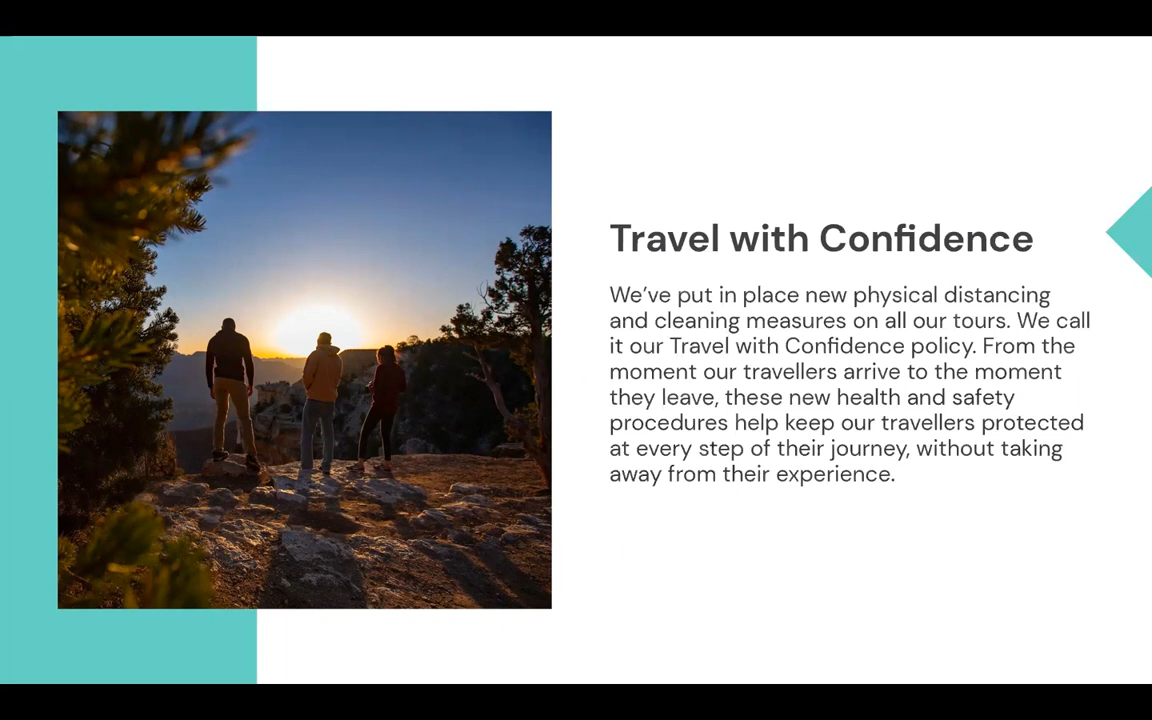 Travel with Confidence
We’ve put in place new physical distancing
and cleaning measures on all our tours. We call
it our Travel with Confidence policy. From the
moment our travellers arrive to the moment
they leave, these new health and safety
procedures help keep our travellers protected
at every step of their journey, without taking
away from their experience.